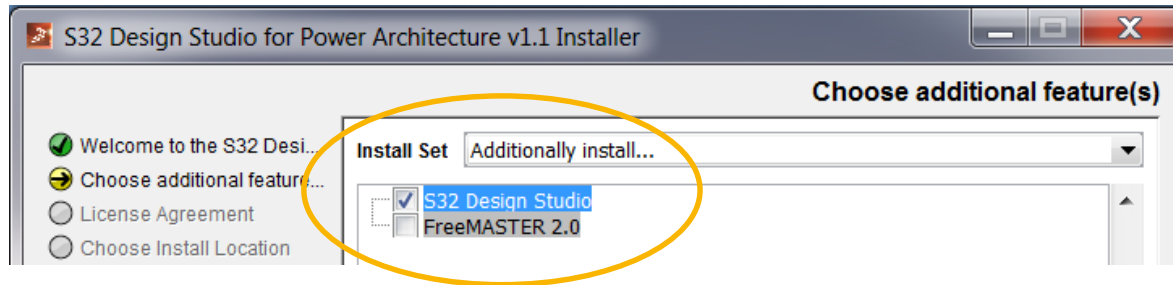 S32 Design Studio for Power Architecture v1.1 Installer
Choose additional feature(s)
Welcome to the S32 Desi...
Choose additional feature...
License Agreement
Choose Install Location
Install Set Additionally install...
S32 Design Studio
FreeMASTER 2.0